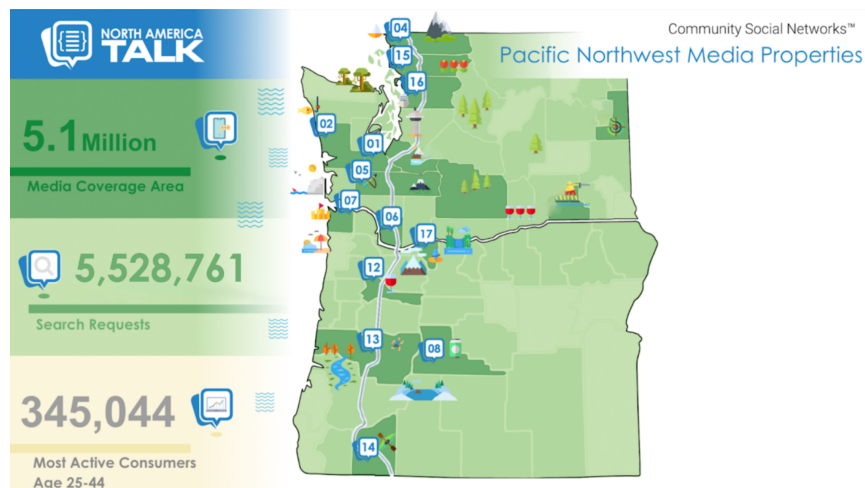 NORTH AMERICA
TALK
Community Social Networks™
Pacific Northwest Media Properties
5.1 Million
Media Coverage Area
5,528,761
Search Requests
345,044
Most Active Consumers
Age 25-44
04
15
16
02
01
05
07
06
17
12
13
08
14